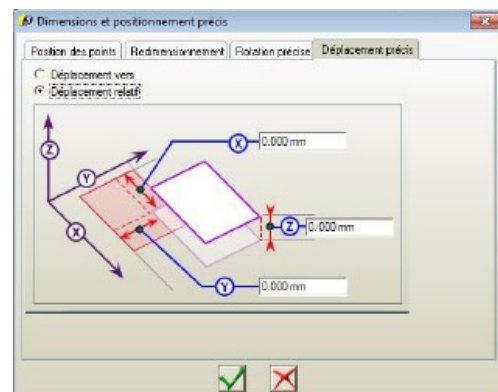 Dimensions et positionnement précis
Position des points Redimensionnement Rotation précise Déplacement précis
Déplacement vers
Déplacement relatif
Z
Y
X
X 0.000 mm
Z 0.000 mm
Y 0.000 mm